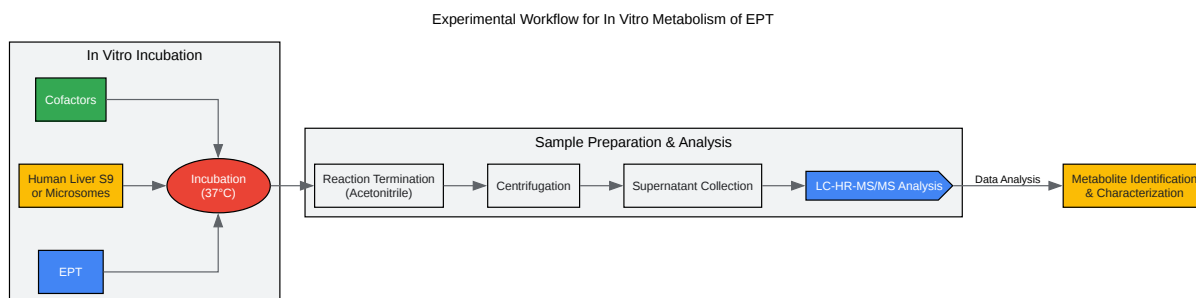 Experimental Workflow for In Vitro Metabolism of EPT
In Vitro Incubation
Cofactors
Human Liver S9
or Microsomes
EPT
Incubation
(37°C)
Sample Preparation & Analysis
Reaction Termination
(Acetonitrile)
Centrifugation
Supernatant Collection
LC-HR-MS/MS Analysis
Data Analysis
Metabolite Identification
& Characterization